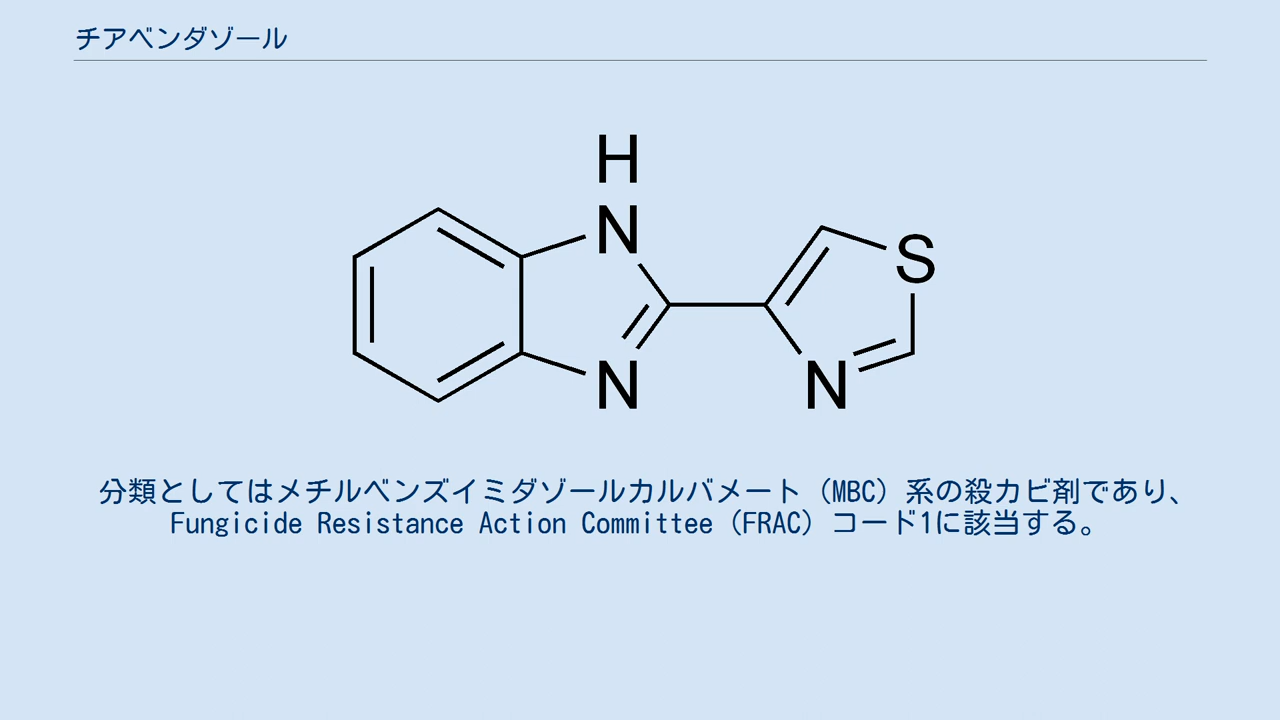 チアベンダゾール
H
N
S
N
N
分類としてはメチルベンズイミダゾールカルバメート（MBC）系の殺カビ剤であり、
Fungicide Resistance Action Committee（FRAC）コード1に該当する。